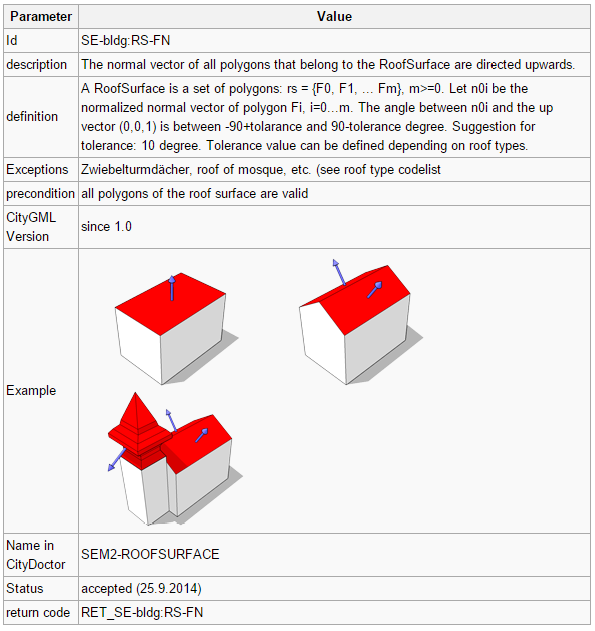 Parameter Value
Id SE-bldg:RS-FN
description The normal vector of all polygons that belong to the RoofSurface are directed upwards.
definition
A RoofSurface is a set of polygons: rs = {F0, F1, ... Fm}, m>=0. Let n0i be the
normalized normal vector of polygon Fi, i=0...m. The angle between n0i and the up
vector (0,0,1) is between -90+tolarance and 90-tolerance degree. Suggestion for
tolerance: 10 degree. Tolerance value can be defined depending on roof types.
Exceptions Zwiebelturmdächer, roof of mosque, etc. (see roof type codelist
precondition all polygons of the roof surface are valid
CityGML
Version
since 1.0
Example
Name in
CityDoctor
SEM2-ROOFSURFACE
Status accepted (25.9.2014)
return code RET_SE-bldg:RS-FN